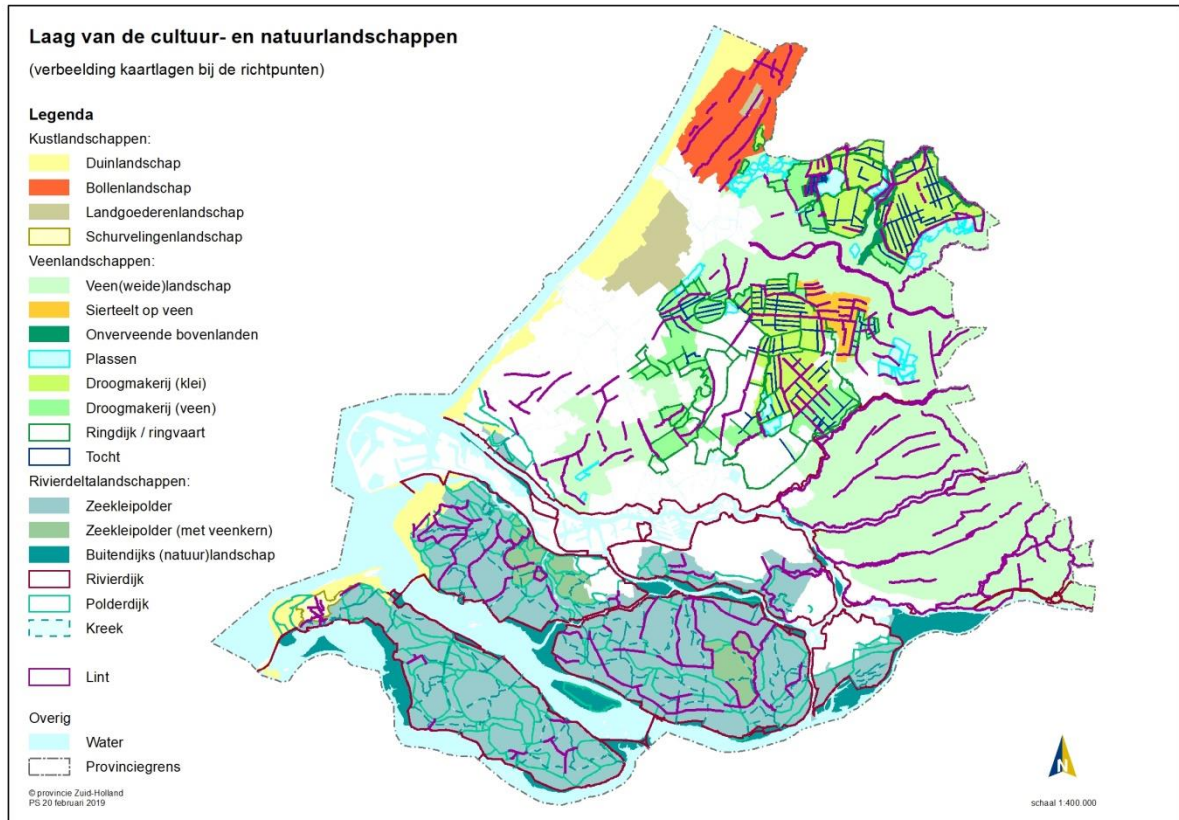 Laag van de cultuur- en natuurlandschappen
(verbeelding kaartlagen bij de richtpunten)
Legenda
Kustlandschappen:
Duinlandschap
Bollenlandschap
Landgoederenlandschap
Schurvelingenlandschap
Veenlandschappen:
Veen(weide)landschap
Sierteelt op veen
Onverveende bovenlanden
Plassen
Droogmakerij (klei)
Droogmakerij (veen)
Ringdijk / ringvaart
Tocht
Rivierdeltalandschappen:
Zeekleipolder
Zeekleipolder (met veenkern)
Buitendijks (natuur)landschap
Rivierdijk
Polderdijk
Kreek
Lint
Overig
Water
Provinciegrens
© provincie Zuid-Holland
PS 20 februari 2019
N
schaal 1:400.000